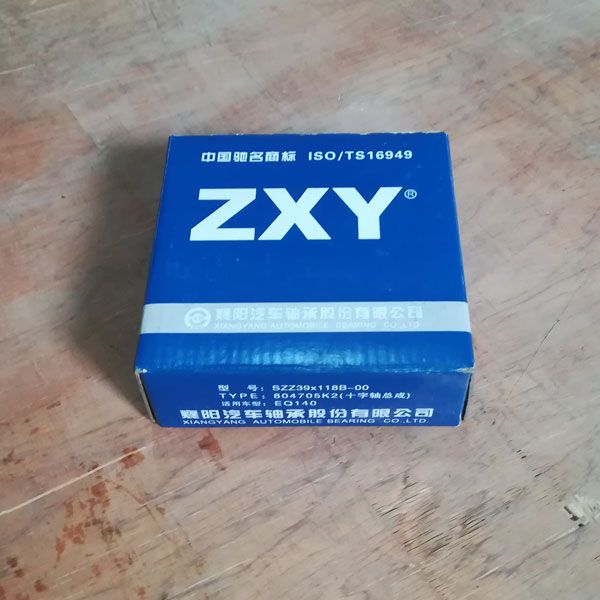 中国驰名商标 ISO/TS16949
ZXY®
襄阳汽车轴承股份有限公司
XIANGYANG AUTOMOBILE BEARING CO.,LTD
型 号: SZZ39x118B-00
TYPE: 804705K2(十字轴总成)
适用车型: EQ140
襄阳汽车轴承股份有限公司
XIANGYANG AUTOMOBILE BEARING CO.,LTD.